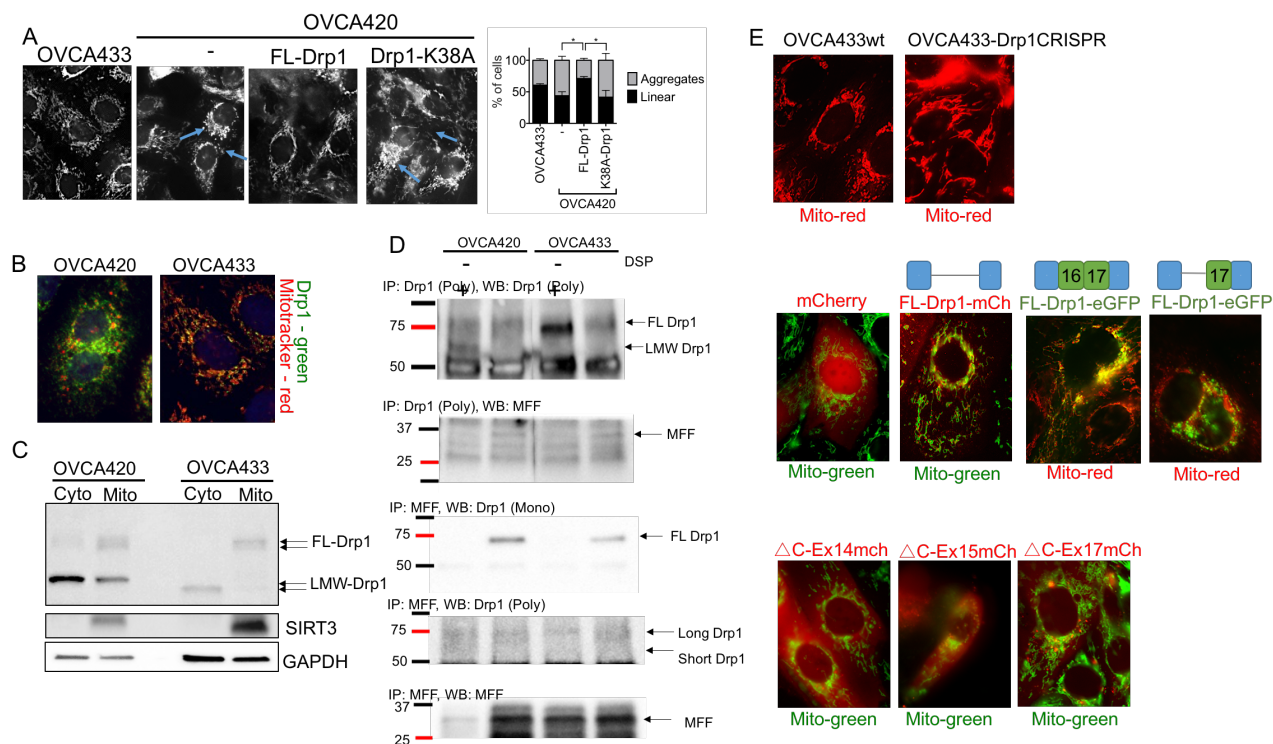 A
OVCA420
OVCA433
-
FL-Drp1
Drp1-K38A
% of cells
100
50
0
Aggregates
Linear
* *
OVCA433
-
FL-Drp1
K38A-Drp1
OVCA420
B
OVCA420
OVCA433
Drp1 - green
Mitotracker - red
C
OVCA420
OVCA433
Cyto Mito
Cyto Mito
FL-Drp1
LMW-Drp1
SIRT3
GAPDH
D
OVCA420
OVCA433
- - DSP
+ +
IP: Drp1 (Poly), WB: Drp1 (Poly)
75
50
FL Drp1
LMW Drp1
IP: Drp1 (Poly), WB: MFF
37
25
MFF
IP: MFF, WB: Drp1 (Mono)
75
50
FL Drp1
IP: MFF, WB: Drp1 (Poly)
75
50
Long Drp1
Short Drp1
IP: MFF, WB: MFF
37
25
MFF
E
OVCA433wt
OVCA433-Drp1CRISPR
Mito-red
Mito-red
16 17
17
mCherry
FL-Drp1-mCh
FL-Drp1-eGFP
FL-Drp1-eGFP
Mito-green
Mito-green
Mito-red
Mito-red
△C-Ex14mch
△C-Ex15mCh
△C-Ex17mCh
Mito-green
Mito-green
Mito-green